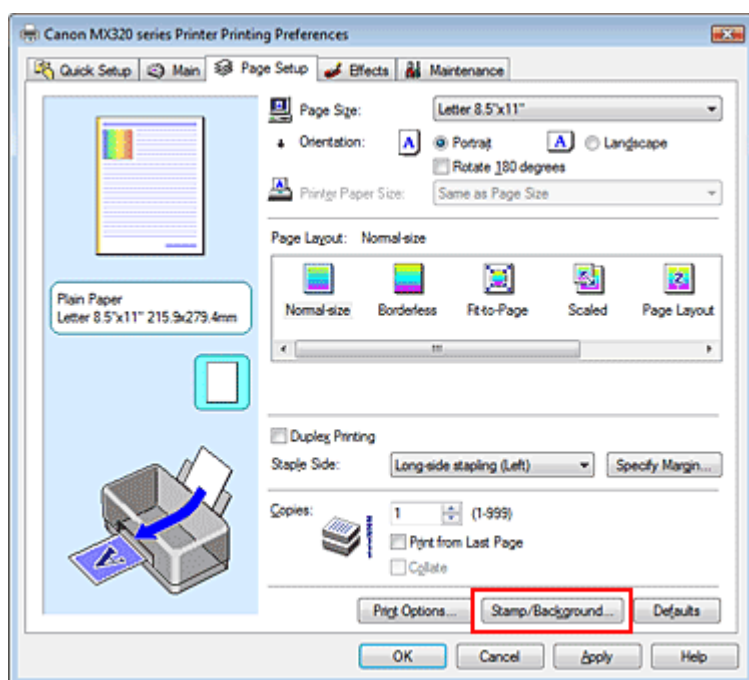 Canon MX320 series Printer Printing Preferences
Quick Setup Main Page Setup Effects Maintenance
Page Size: Letter 8.5"x11"
Orientation: A Portrait A Landscape
Rotate 180 degrees
Printer Paper Size: Same as Page Size
Page Layout: Normal-size
Normal-size Borderless Fit-to-Page Scaled Page Layout
Plain Paper
Letter 8.5"x11" 215.9x279.4mm
Duplex Printing
Staple Side: Long-side stapling (Left) Specify Margin...
Copies: 1 (1-999)
Print from Last Page
Collate
Print Options... Stamp/Background... Defaults
OK Cancel Apply Help